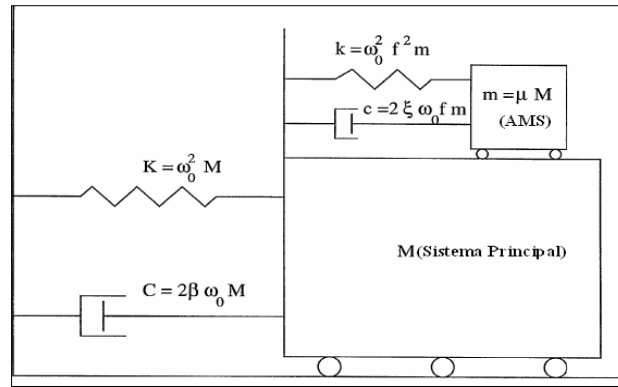 k = ω₀² f² m
c = 2 ξ ω₀ f m
m = μ M
(AMS)
K = ω₀² M
M(Sistema Principal)
C = 2β ω₀ M